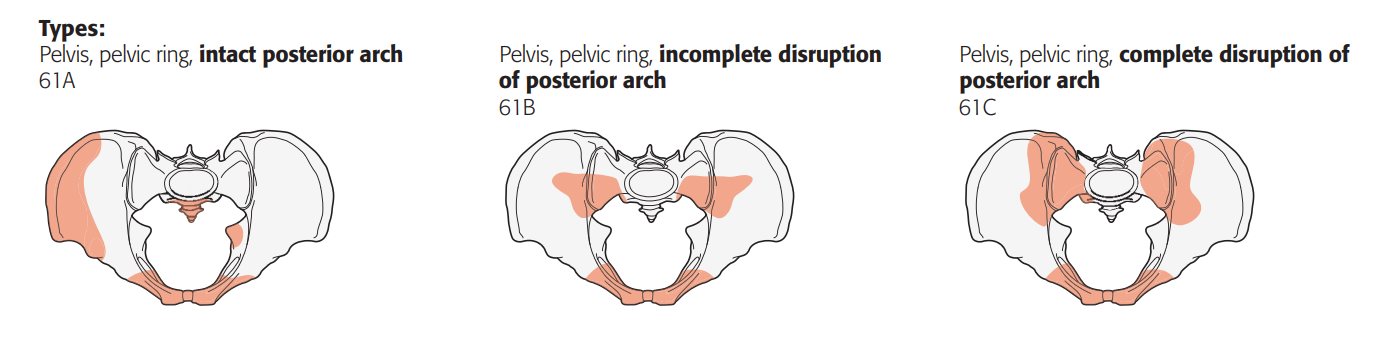 Types:
Pelvis, pelvic ring, intact posterior arch
61A
Pelvis, pelvic ring, incomplete disruption
of posterior arch
61B
Pelvis, pelvic ring, complete disruption of
posterior arch
61C